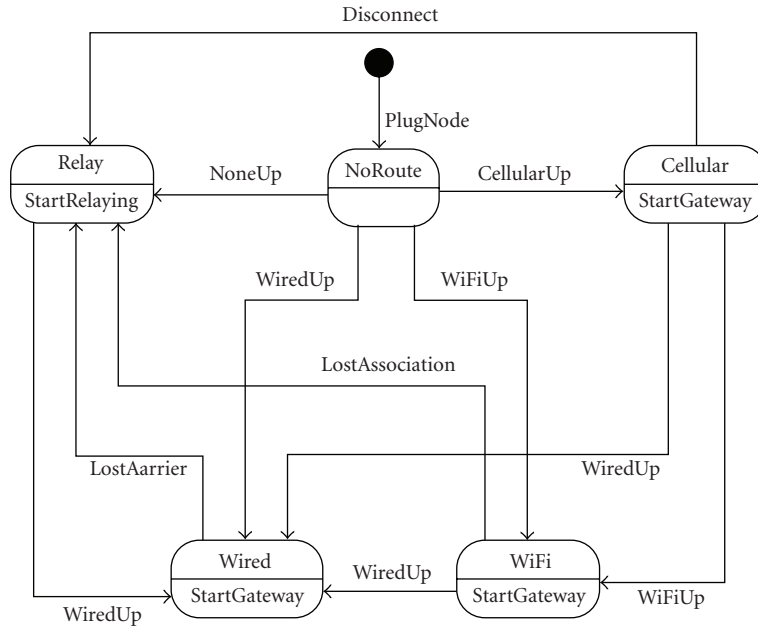 Disconnect
PlugNode
Relay
StartRelaying
NoneUp
NoRoute
CellularUp
Cellular
StartGateway
WiredUp
WiFiUp
LostAssociation
LostAarrier
WiredUp
Wired
StartGateway
WiredUp
WiFi
StartGateway
WiredUp
WiFiUp